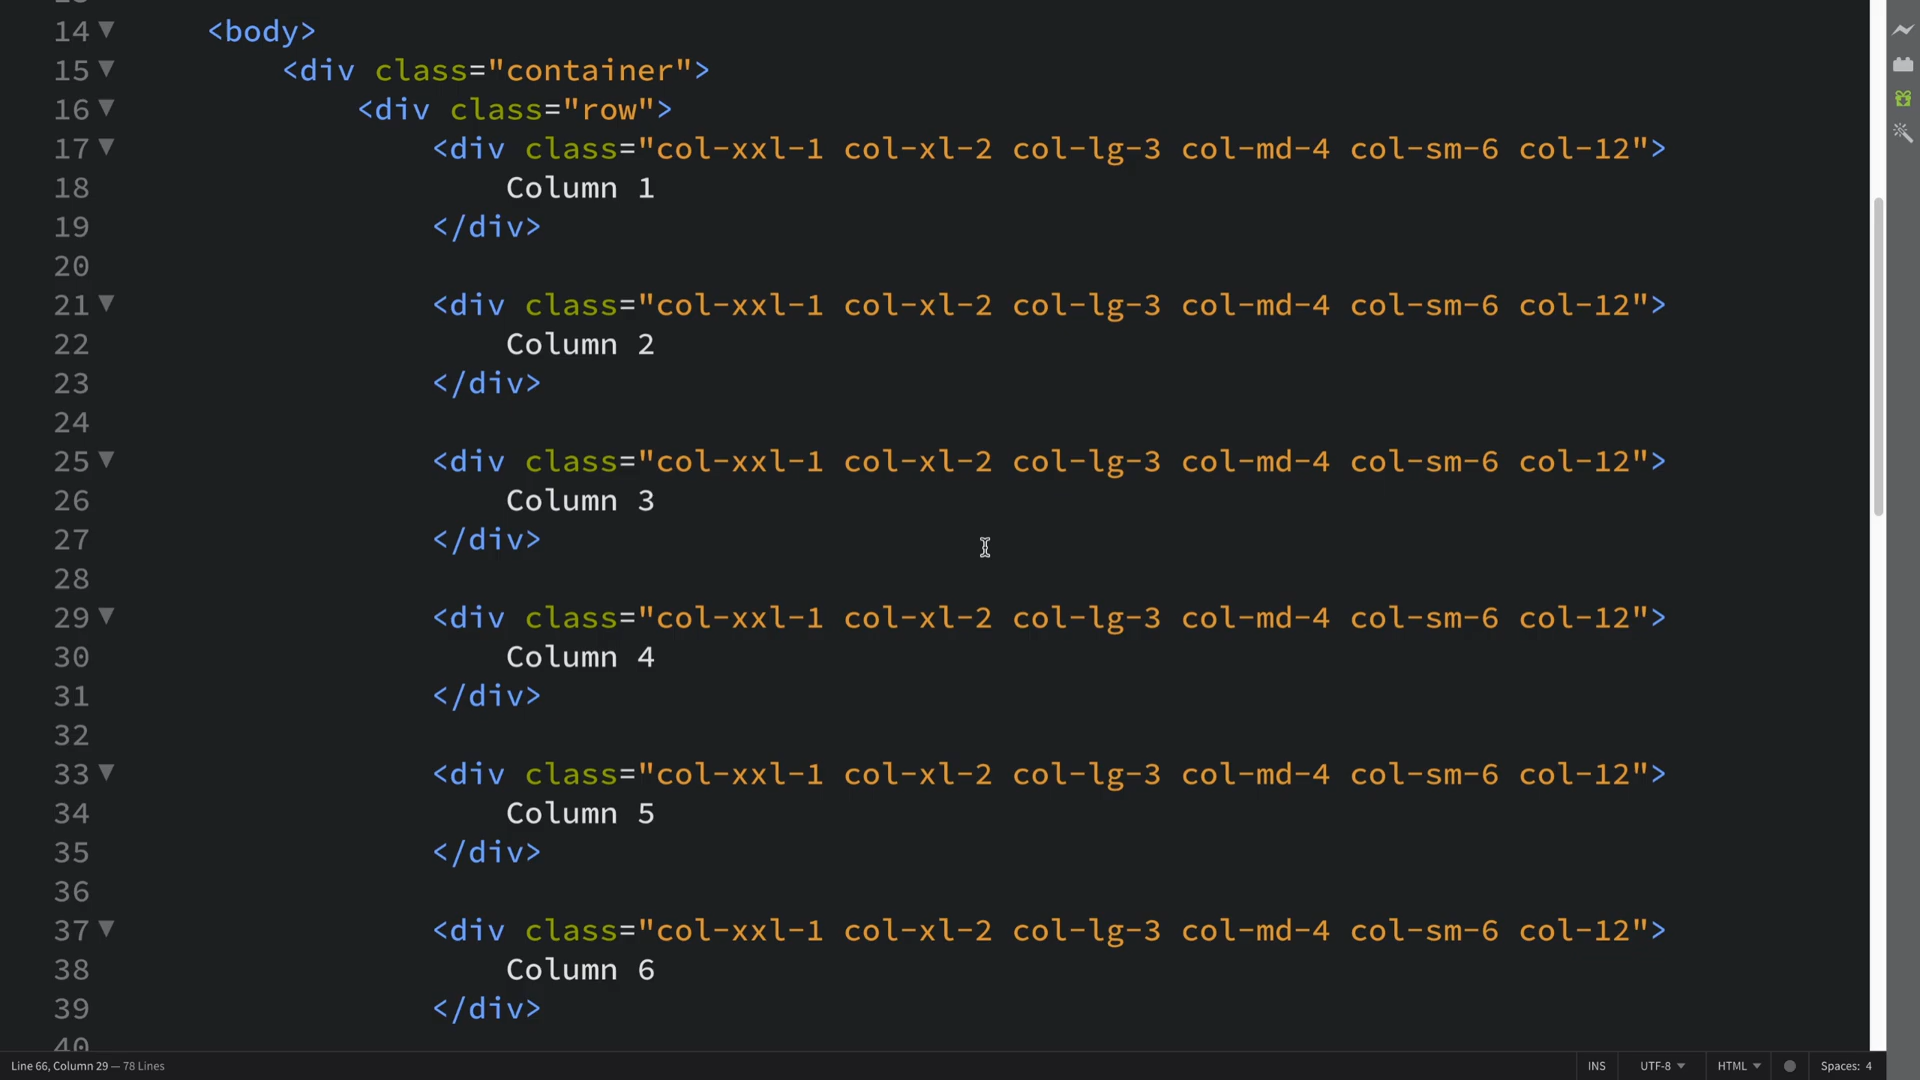 14 <body>
15 <div class="container">
16 <div class="row">
17 <div class="col-xxl-1 col-xl-2 col-lg-3 col-md-4 col-sm-6 col-12">
18 Column 1
19 </div>
20
21 <div class="col-xxl-1 col-xl-2 col-lg-3 col-md-4 col-sm-6 col-12">
22 Column 2
23 </div>
24
25 <div class="col-xxl-1 col-xl-2 col-lg-3 col-md-4 col-sm-6 col-12">
26 Column 3
27 </div>
28
29 <div class="col-xxl-1 col-xl-2 col-lg-3 col-md-4 col-sm-6 col-12">
30 Column 4
31 </div>
32
33 <div class="col-xxl-1 col-xl-2 col-lg-3 col-md-4 col-sm-6 col-12">
34 Column 5
35 </div>
36
37 <div class="col-xxl-1 col-xl-2 col-lg-3 col-md-4 col-sm-6 col-12">
38 Column 6
39 </div>
40
Line 66, Column 29 — 78 Lines INS UTF-8 HTML Spaces: 4